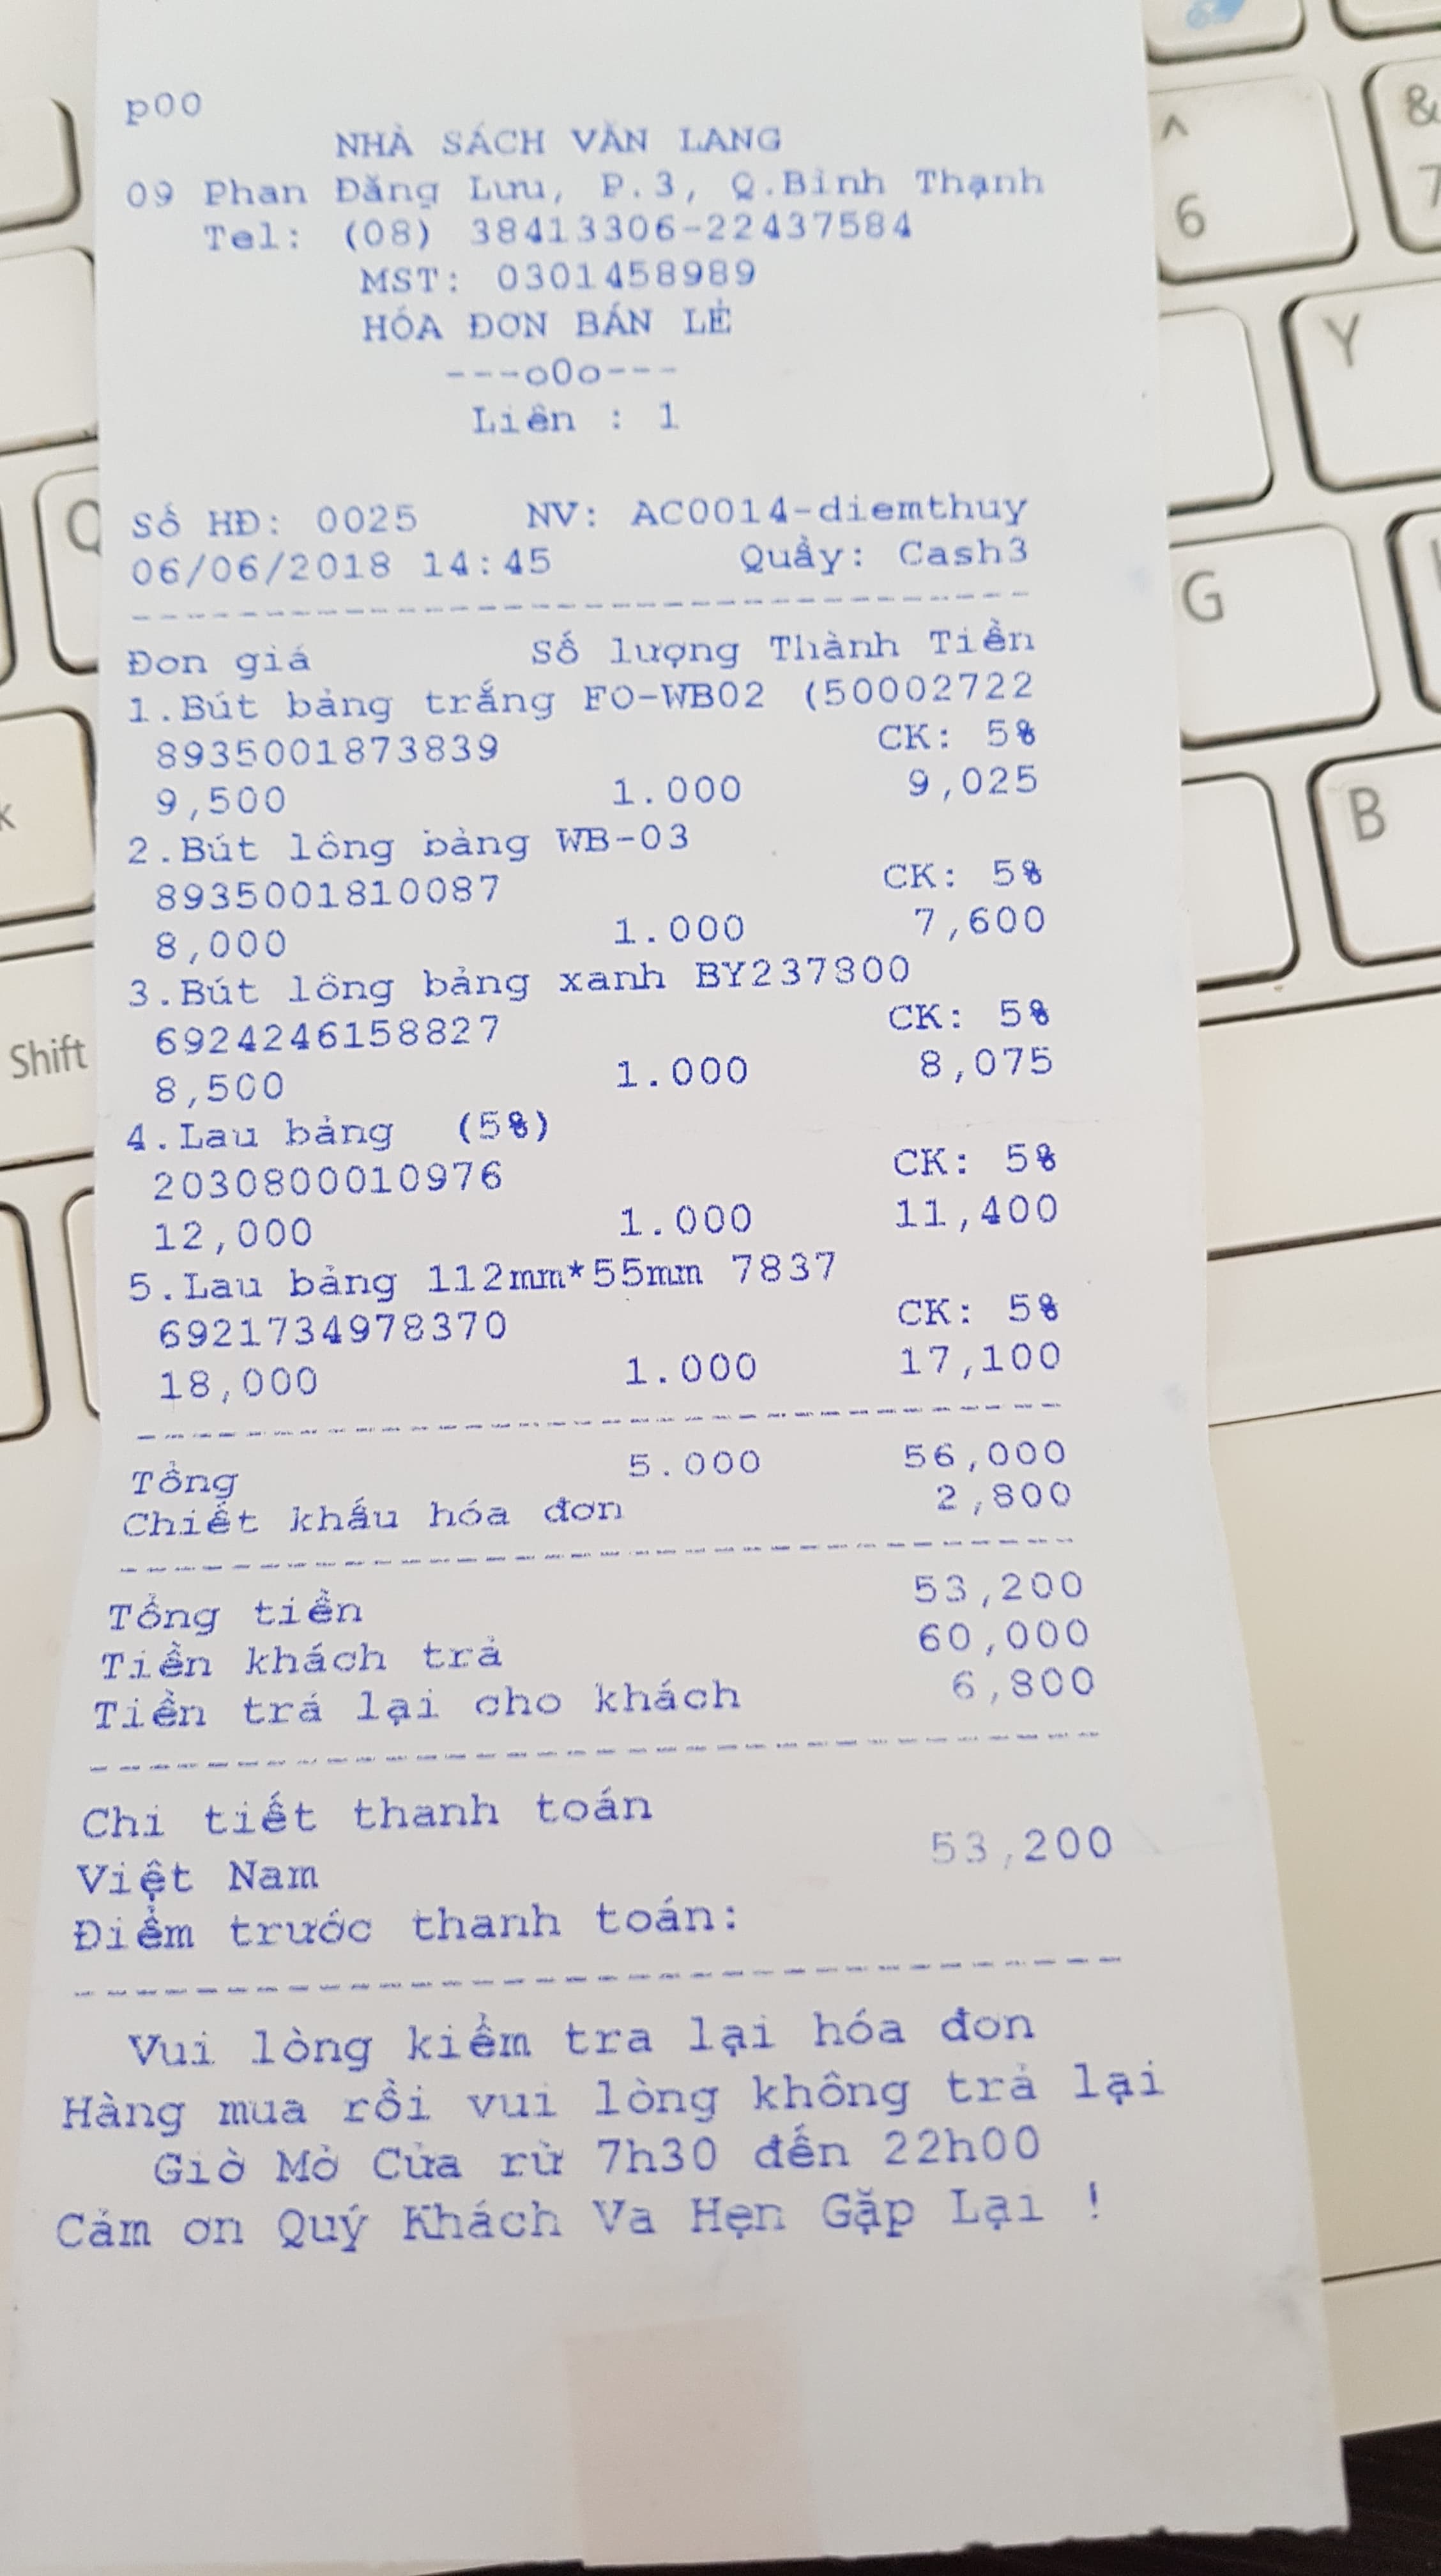 p00
NHÀ SÁCH VĂN LANG
09 Phan Đăng Lưu, P.3, Q.Bình Thạnh
Tel: (08) 38413306-22437584
MST: 0301458989
HÓA ĐƠN BÁN LẺ
---o0o---
Liên : 1
Số HĐ: 0025 NV: AC0014-diemthuy
06/06/2018 14:45 Quầy: Cash3
Đơn giá Số lượng Thành Tiền
1.Bút bảng trắng FO-WB02 (50002722
8935001873839 CK: 5%
9,500 1.000 9,025
2.Bút lông bảng WB-03
8935001810087 CK: 5%
8,000 1.000 7,600
3.Bút lông bảng xanh BY237800
6924246158827 CK: 5%
8,500 1.000 8,075
4.Lau bảng (5%)
2030800010976 CK: 5%
12,000 1.000 11,400
5.Lau bảng 112mm*55mm 7837
6921734978370 CK: 5%
18,000 1.000 17,100
Tổng 5.000 56,000
Chiết khấu hóa đơn 2,800
Tổng tiền 53,200
Tiền khách trả 60,000
Tiền trả lại cho khách 6,800
Chi tiết thanh toán
Việt Nam 53,200
Điểm trước thanh toán:
Vui lòng kiểm tra lại hóa đơn
Hàng mua rồi vui lòng không trả lại
Giờ Mở Cửa rừ 7h30 đến 22h00
Cảm ơn Quý Khách Va Hẹn Gặp Lại !
^
6
&
7
Y
Q
G
B
k
Shift